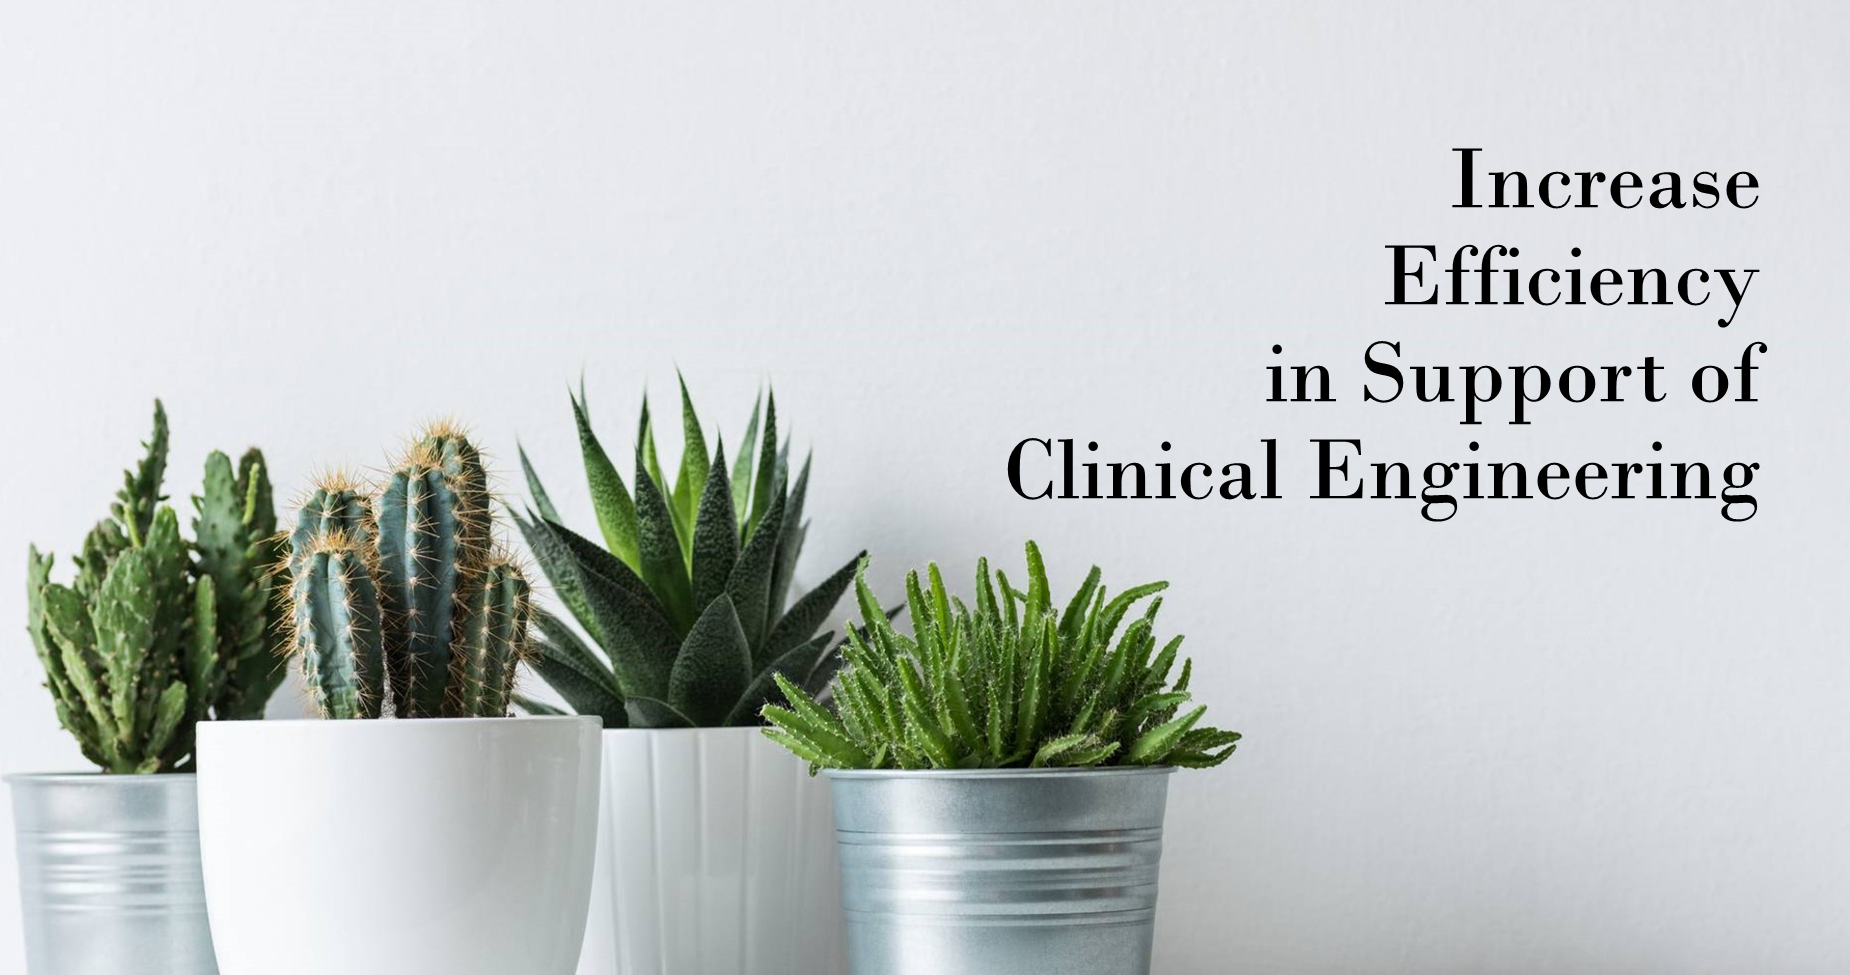 Increase
Efficiency
in Support of
Clinical Engineering